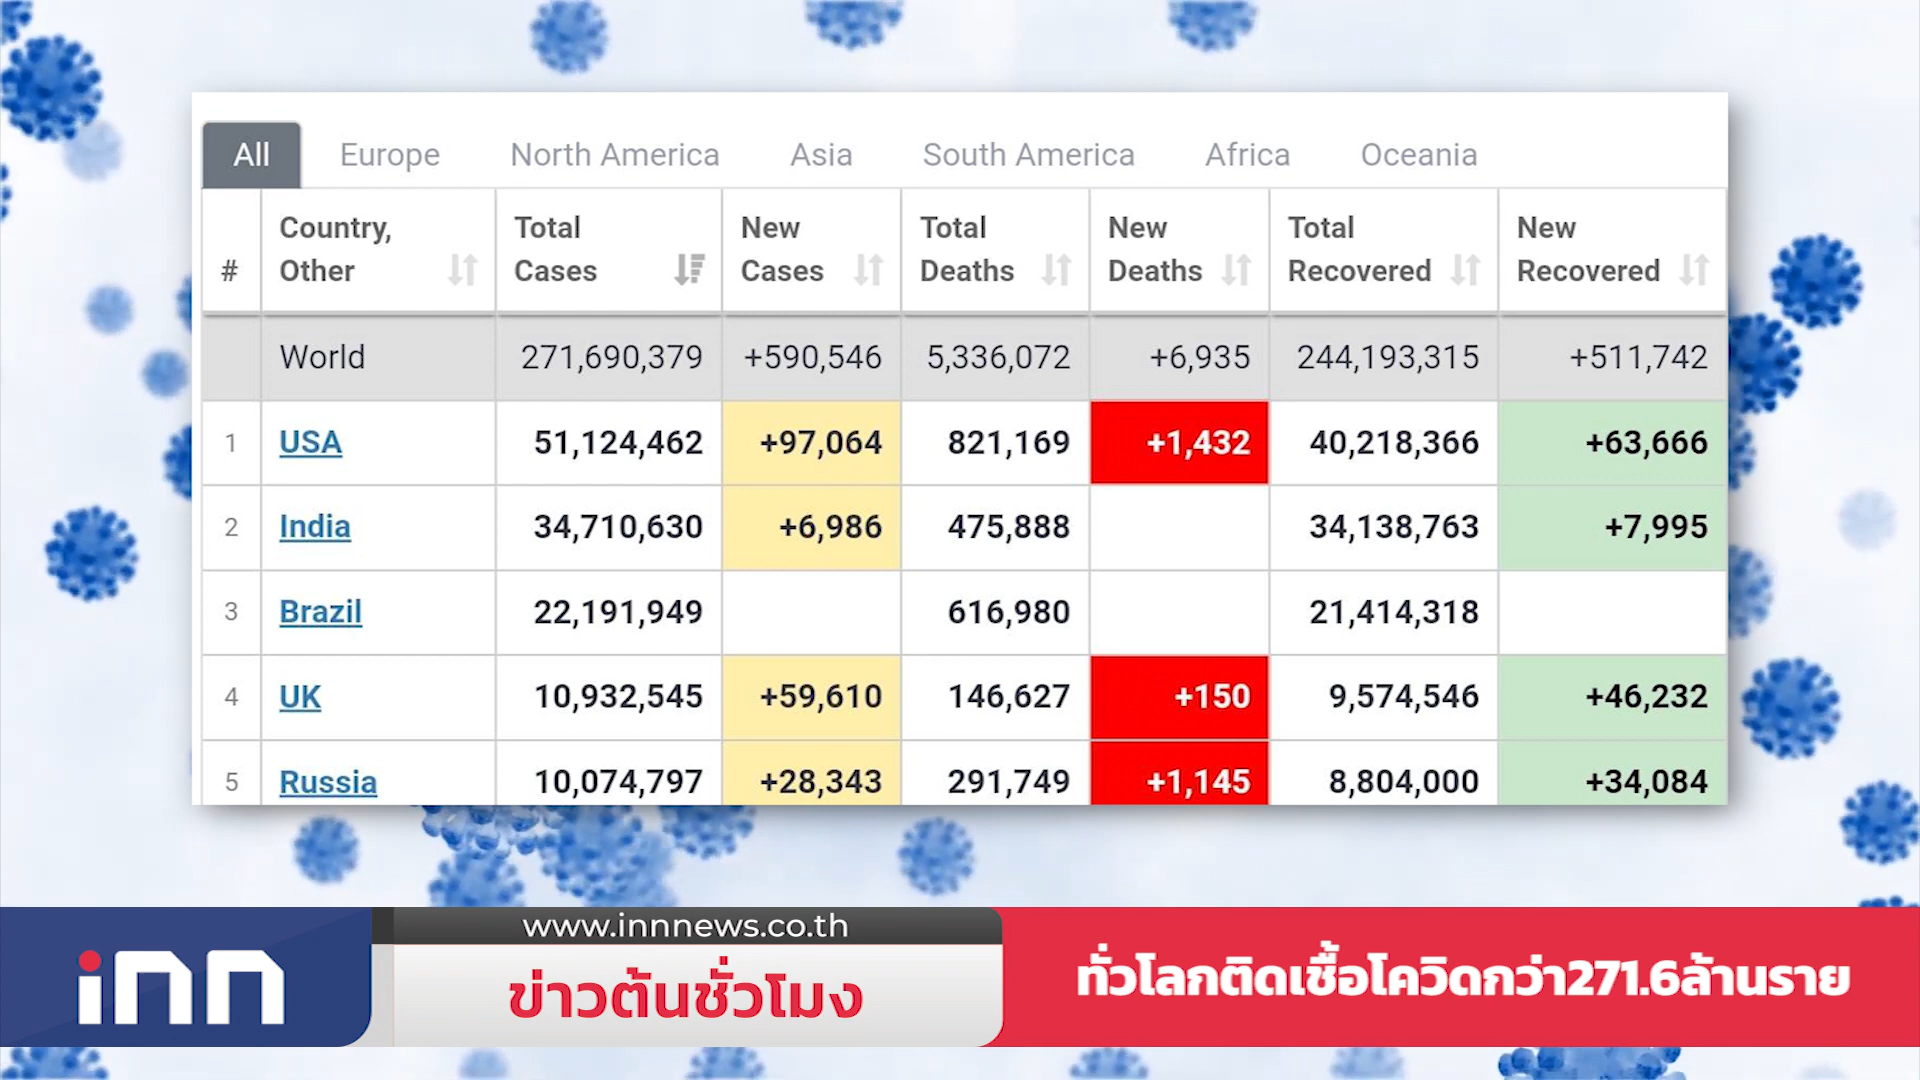 All Europe North America Asia South America Africa Oceania
# Country, Other Total Cases New Cases Total Deaths New Deaths Total Recovered New Recovered
World 271,690,379 +590,546 5,336,072 +6,935 244,193,315 +511,742
1 USA 51,124,462 +97,064 821,169 +1,432 40,218,366 +63,666
2 India 34,710,630 +6,986 475,888 34,138,763 +7,995
3 Brazil 22,191,949 616,980 21,414,318
4 UK 10,932,545 +59,610 146,627 +150 9,574,546 +46,232
5 Russia 10,074,797 +28,343 291,749 +1,145 8,804,000 +34,084
inn
www.innnews.co.th
ข่าวต้นชั่วโมง
ทั่วโลกติดเชื้อโควิดกว่า271.6ล้านราย